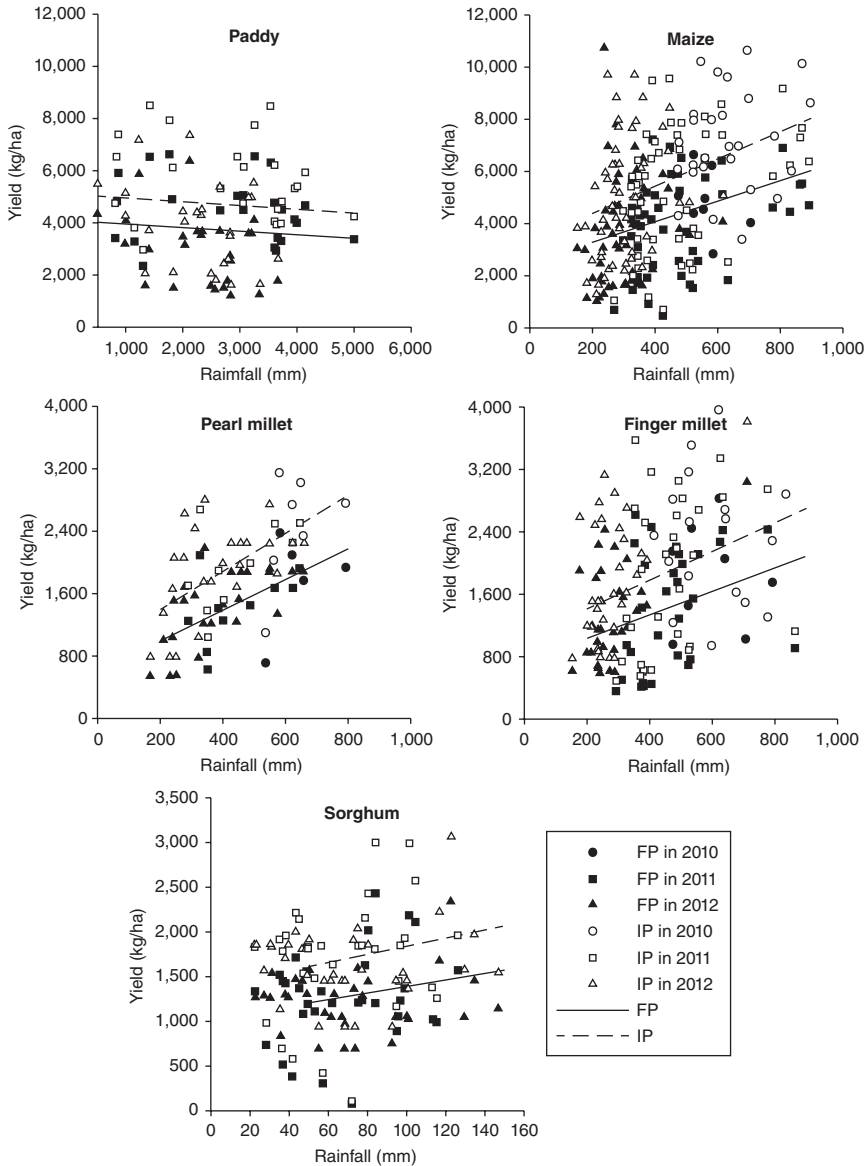 Paddy
12,000
10,000
8,000
6,000
4,000
2,000
0
Yield (kg/ha)
1,000 2,000 3,000 4,000 5,000 6,000
Raimfall (mm)
Maize
12,000
10,000
8,000
6,000
4,000
2,000
0
Yield (kg/ha)
0 200 400 600 800 1,000
Rainfall (mm)
Pearl millet
4,000
3,200
2,400
1,600
800
0
Yield (kg/ha)
0 200 400 600 800 1,000
Rainfall (mm)
Finger millet
4,000
3,200
2,400
1,600
800
0
Yield (kg/ha)
0 200 400 600 800 1,000
Rainfall (mm)
Sorghum
3,500
3,000
2,500
2,000
1,500
1,000
500
0
Yield (kg/ha)
0 20 40 60 80 100 120 140 160
Rainfall (mm)
FP in 2010
FP in 2011
FP in 2012
IP in 2010
IP in 2011
IP in 2012
FP
IP